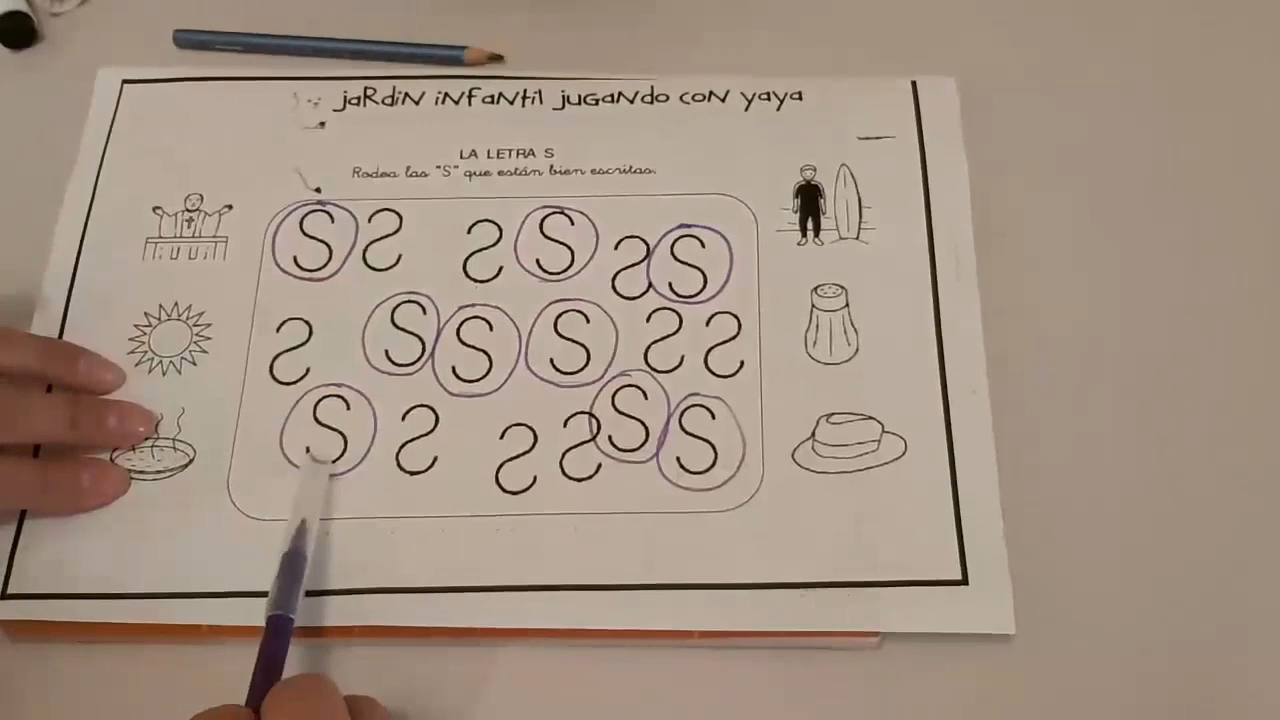 jaRdiN iNfaNtil jugaNdo coN yaya
LA LETRA S
Rodea las "S" que están bien escritas.
S S S S S S
S S S S S S
S S S S S S